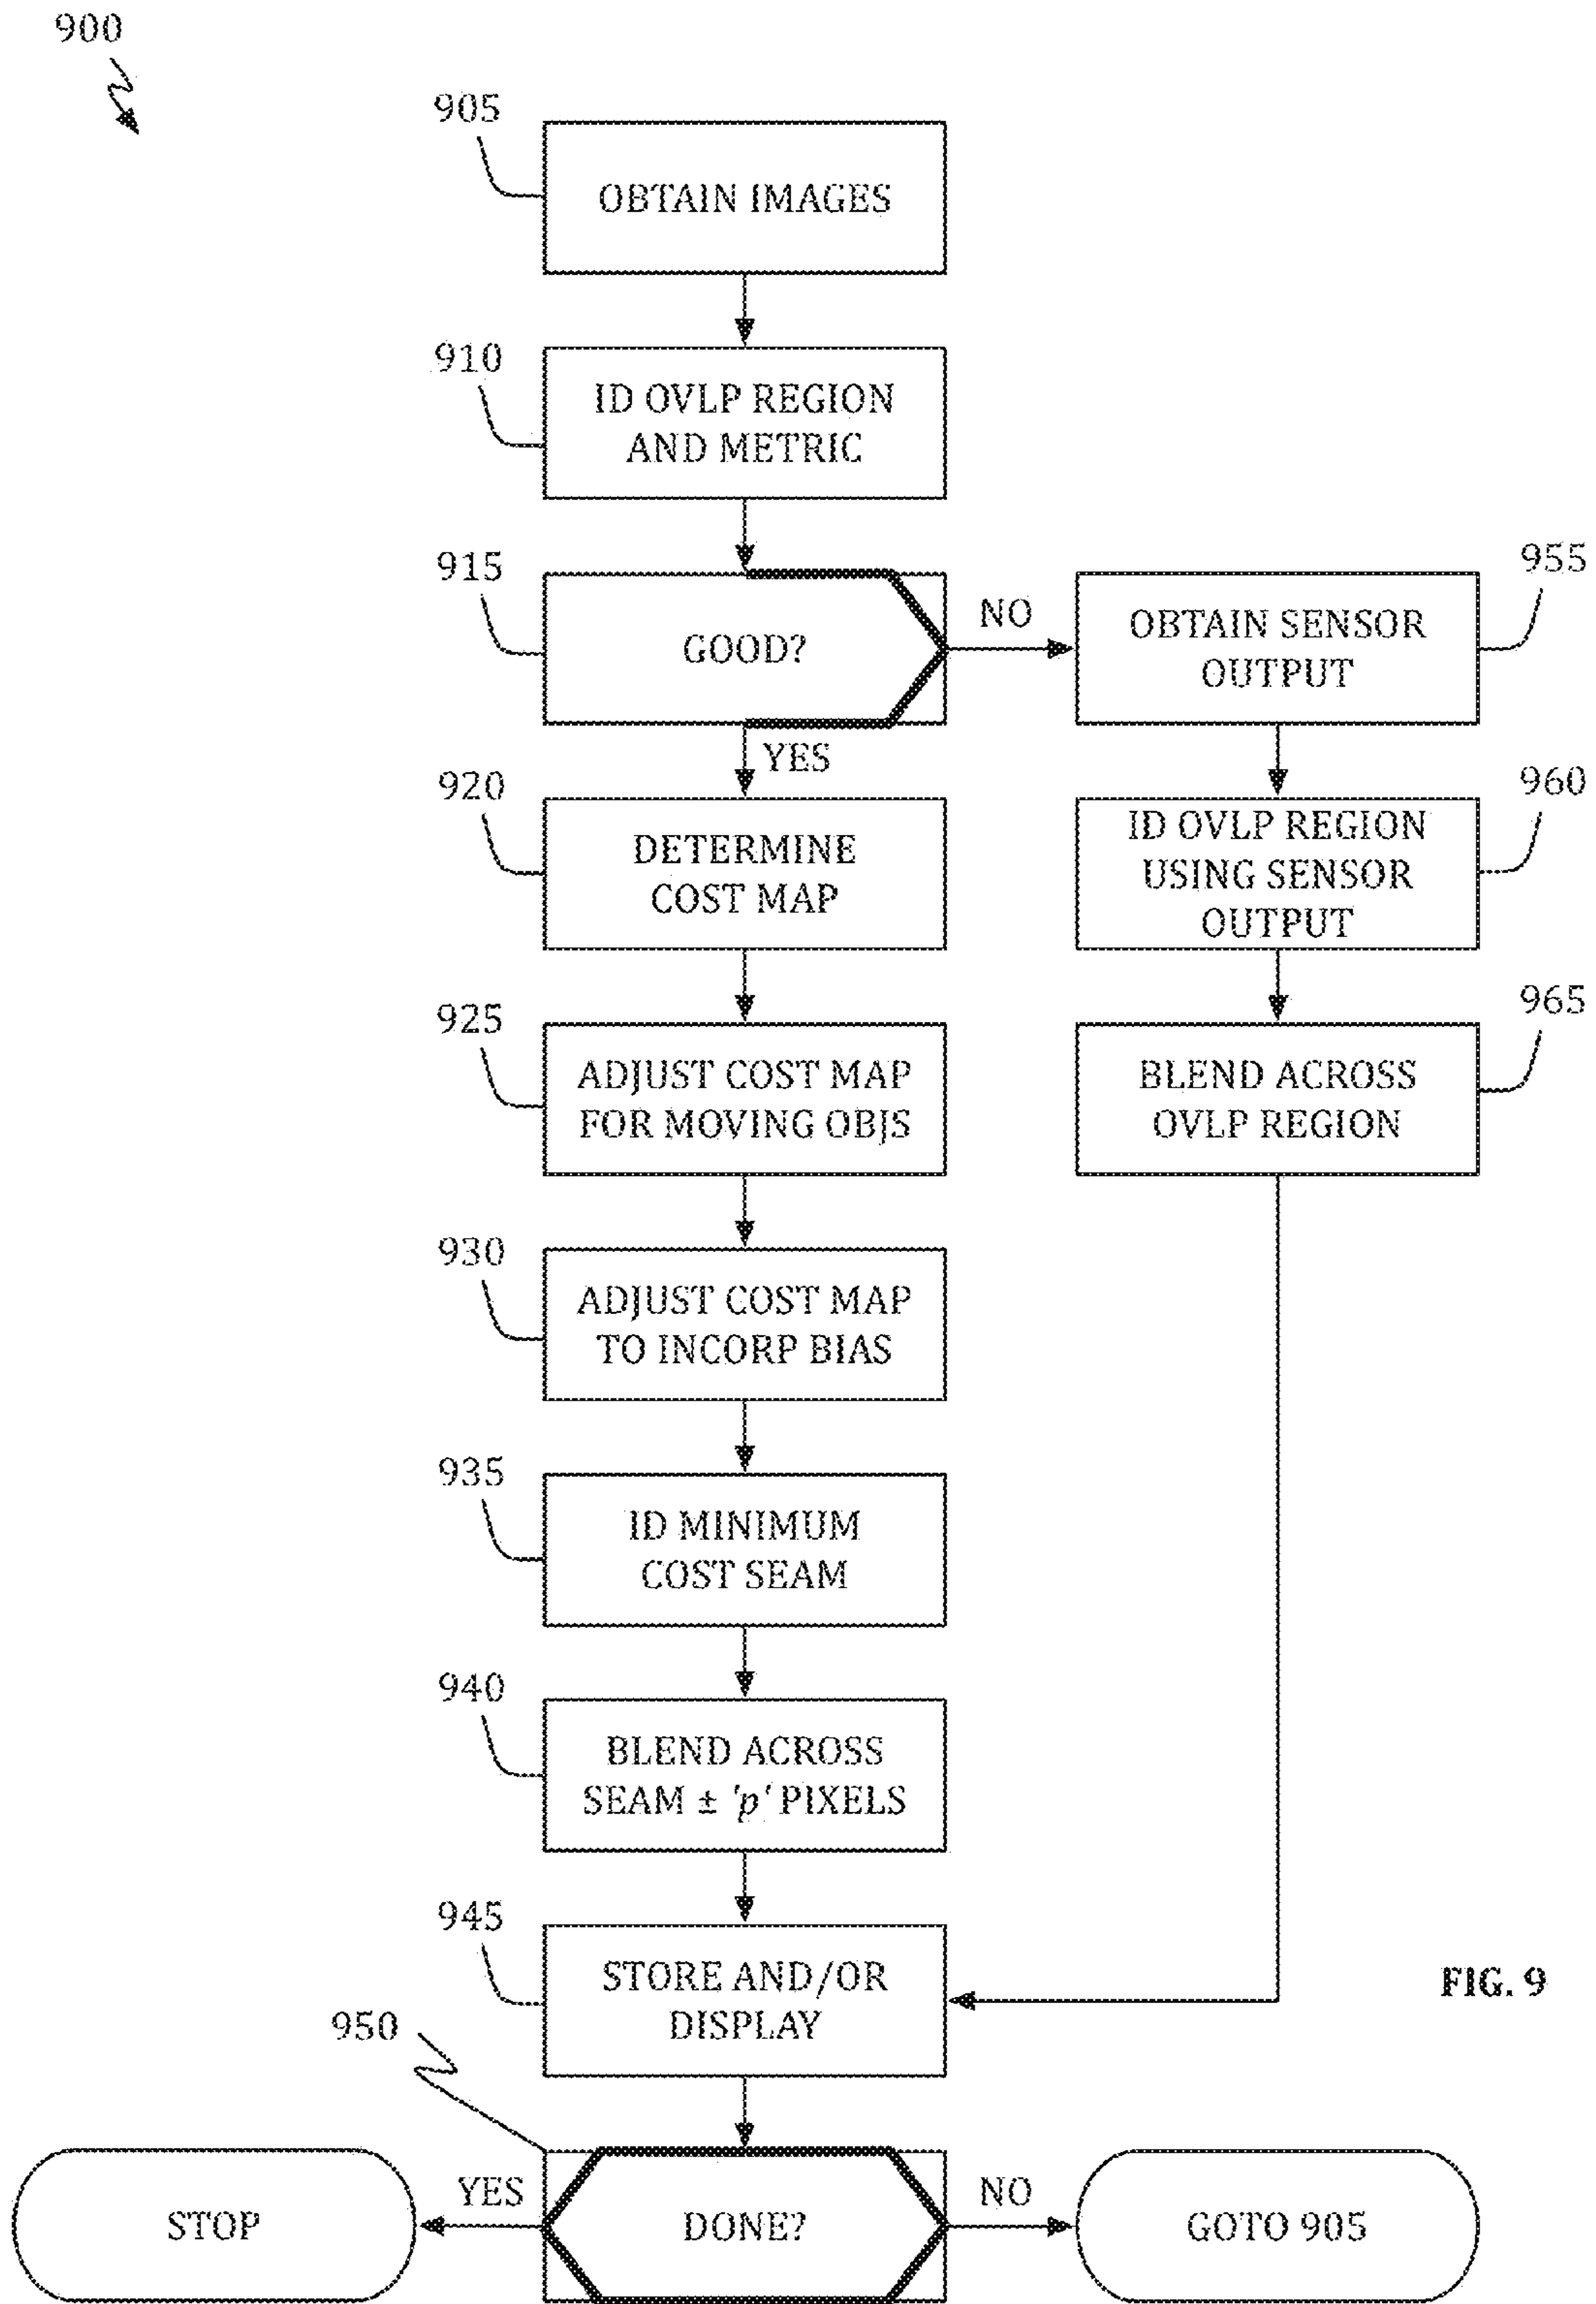 900
905
OBTAIN IMAGES
910
ID OVLP REGION
AND METRIC
915
GOOD?
NO
YES
955
OBTAIN SENSOR
OUTPUT
920
DETERMINE
COST MAP
960
ID OVLP REGION
USING SENSOR
OUTPUT
925
ADJUST COST MAP
FOR MOVING OBJS
965
BLEND ACROSS
OVLP REGION
930
ADJUST COST MAP
TO INCORP BIAS
935
ID MINIMUM
COST SEAM
940
BLEND ACROSS
SEAM ± 'p' PIXELS
945
STORE AND/OR
DISPLAY
FIG. 9
950
STOP
YES
DONE?
NO
GOTO 905